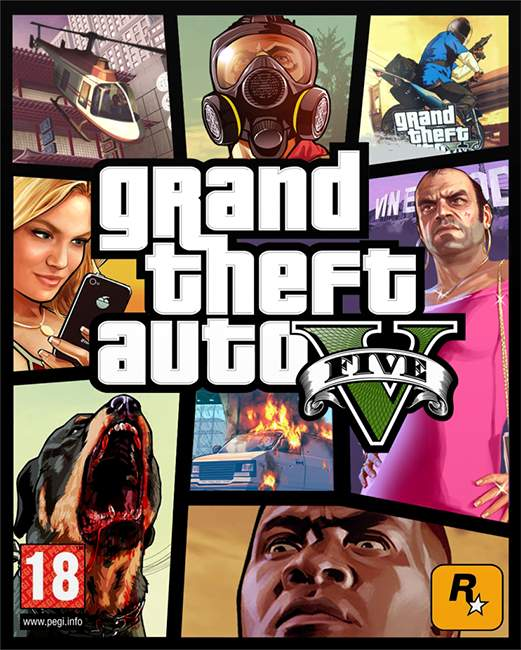 grand
theft
VIN E
grand
theft
auto
V
FIVE
18
www.pegi.info
R